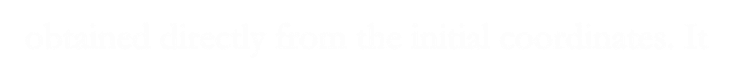 obtained directly from the initial coordinates. It